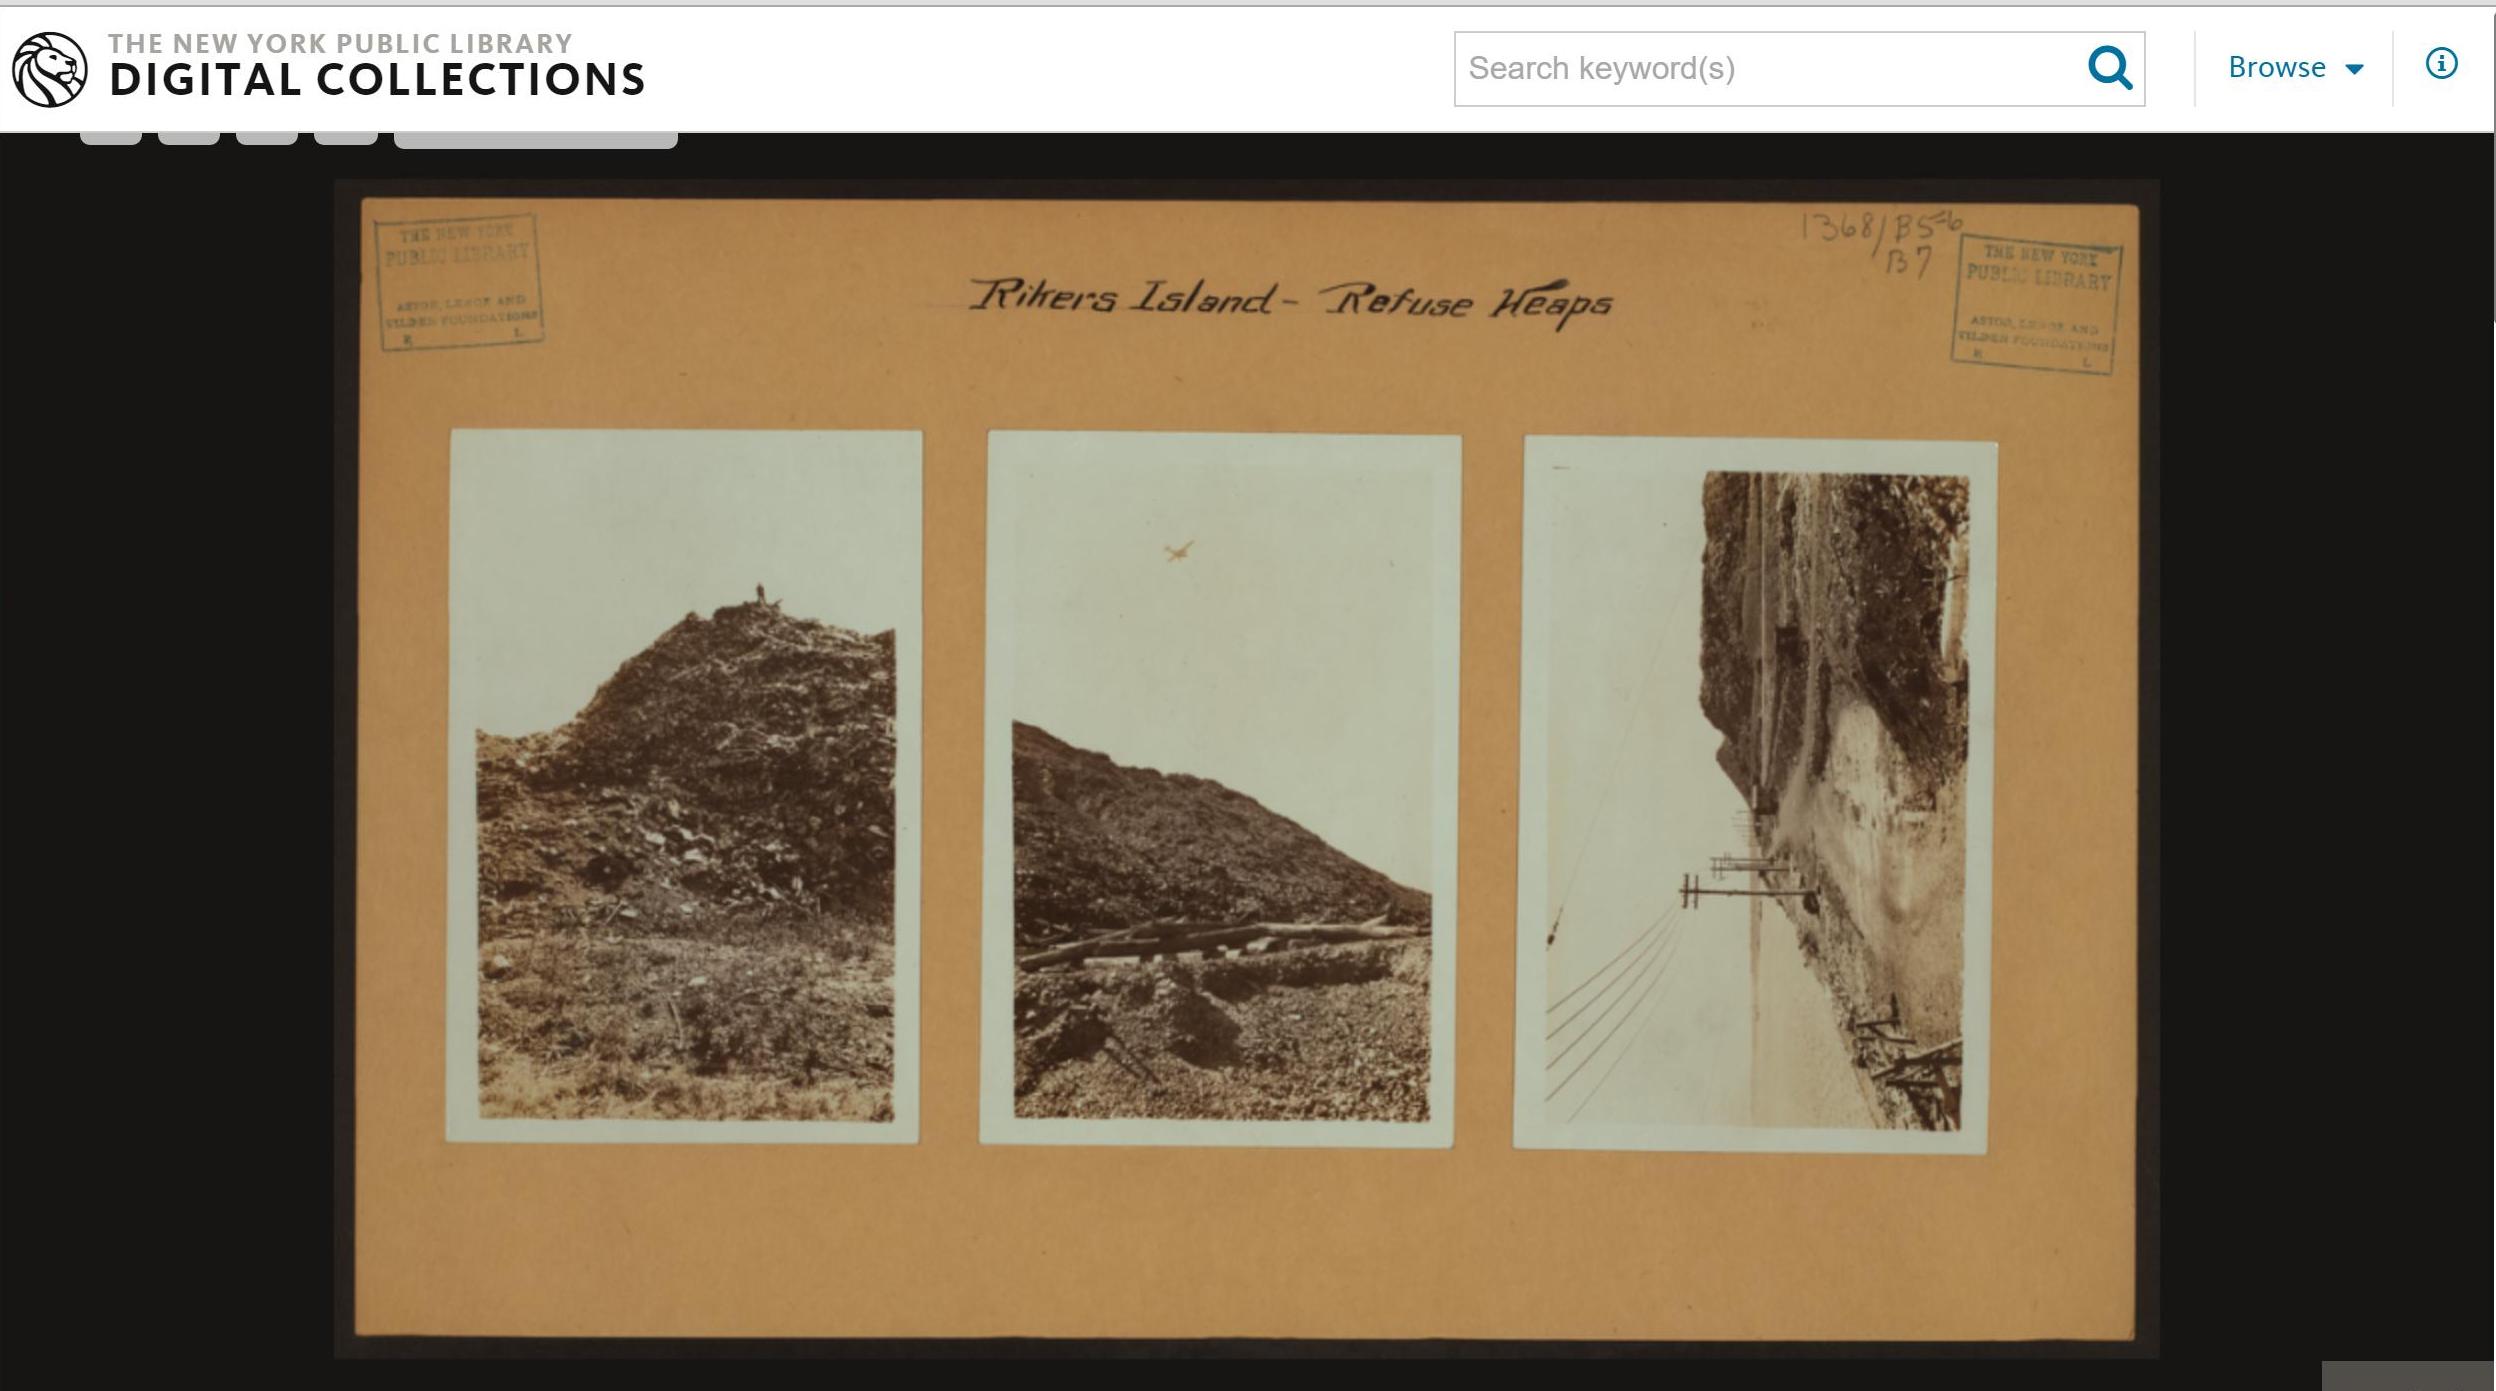 THE NEW YORK PUBLIC LIBRARY
DIGITAL COLLECTIONS
Search keyword(s)
Browse
THE NEW YORK
PUBLIC LIBRARY
ASTOR, LENOX AND
TILDEN FOUNDATIONS
R L
1368/B5-6
B7
THE NEW YORK
PUBLIC LIBRARY
ASTOR, LENOX AND
TILDEN FOUNDATIONS
R L
Rikers Island - Refuse Heaps